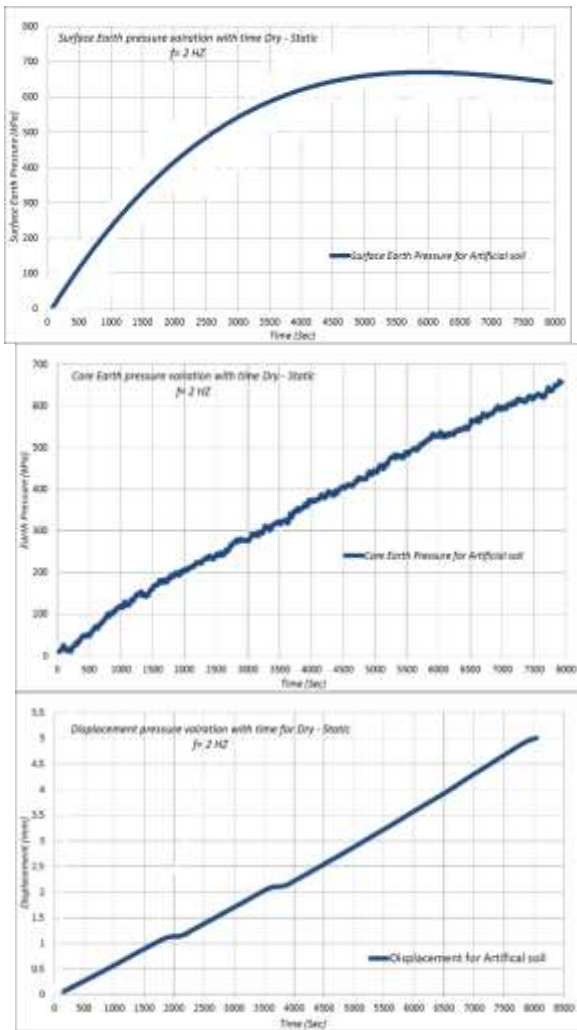 Surface Earth pressure vairation with time Dry - Static
f= 2 HZ
Surface Earth Pressure (kPa)
800
700
600
500
400
300
200
100
0
Surface Earth Pressure for Artificial soil
0 500 1000 1500 2000 2500 3000 3500 4000 4500 5000 5500 6000 6500 7000 7500 8000
Time (Sec)
Core Earth pressure vairation with time Dry - Static
f= 2 HZ
Earth Pressure (kPa)
700
600
500
400
300
200
100
0
Core Earth Pressure for Artificial soil
0 500 1000 1500 2000 2500 3000 3500 4000 4500 5000 5500 6000 6500 7000 7500 8000
Time (Sec)
Displacement pressure vairation with time for Dry - Static
f= 2 HZ
Displacement (mm)
5.5
5
4.5
4
3.5
3
2.5
2
1.5
1
0.5
0
Displacement for Artifical soil
0 500 1000 1500 2000 2500 3000 3500 4000 4500 5000 5500 6000 6500 7000 7500 8000 8500
Time (Sec)